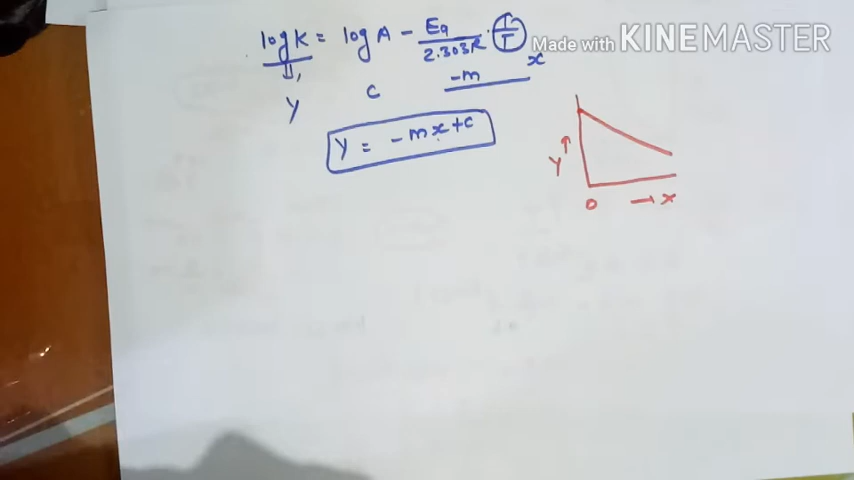 log K = log A - Ea/2.303R · 1/T
Made with KINEMASTER
y c -m x
y = -mx+c
y
0 → x